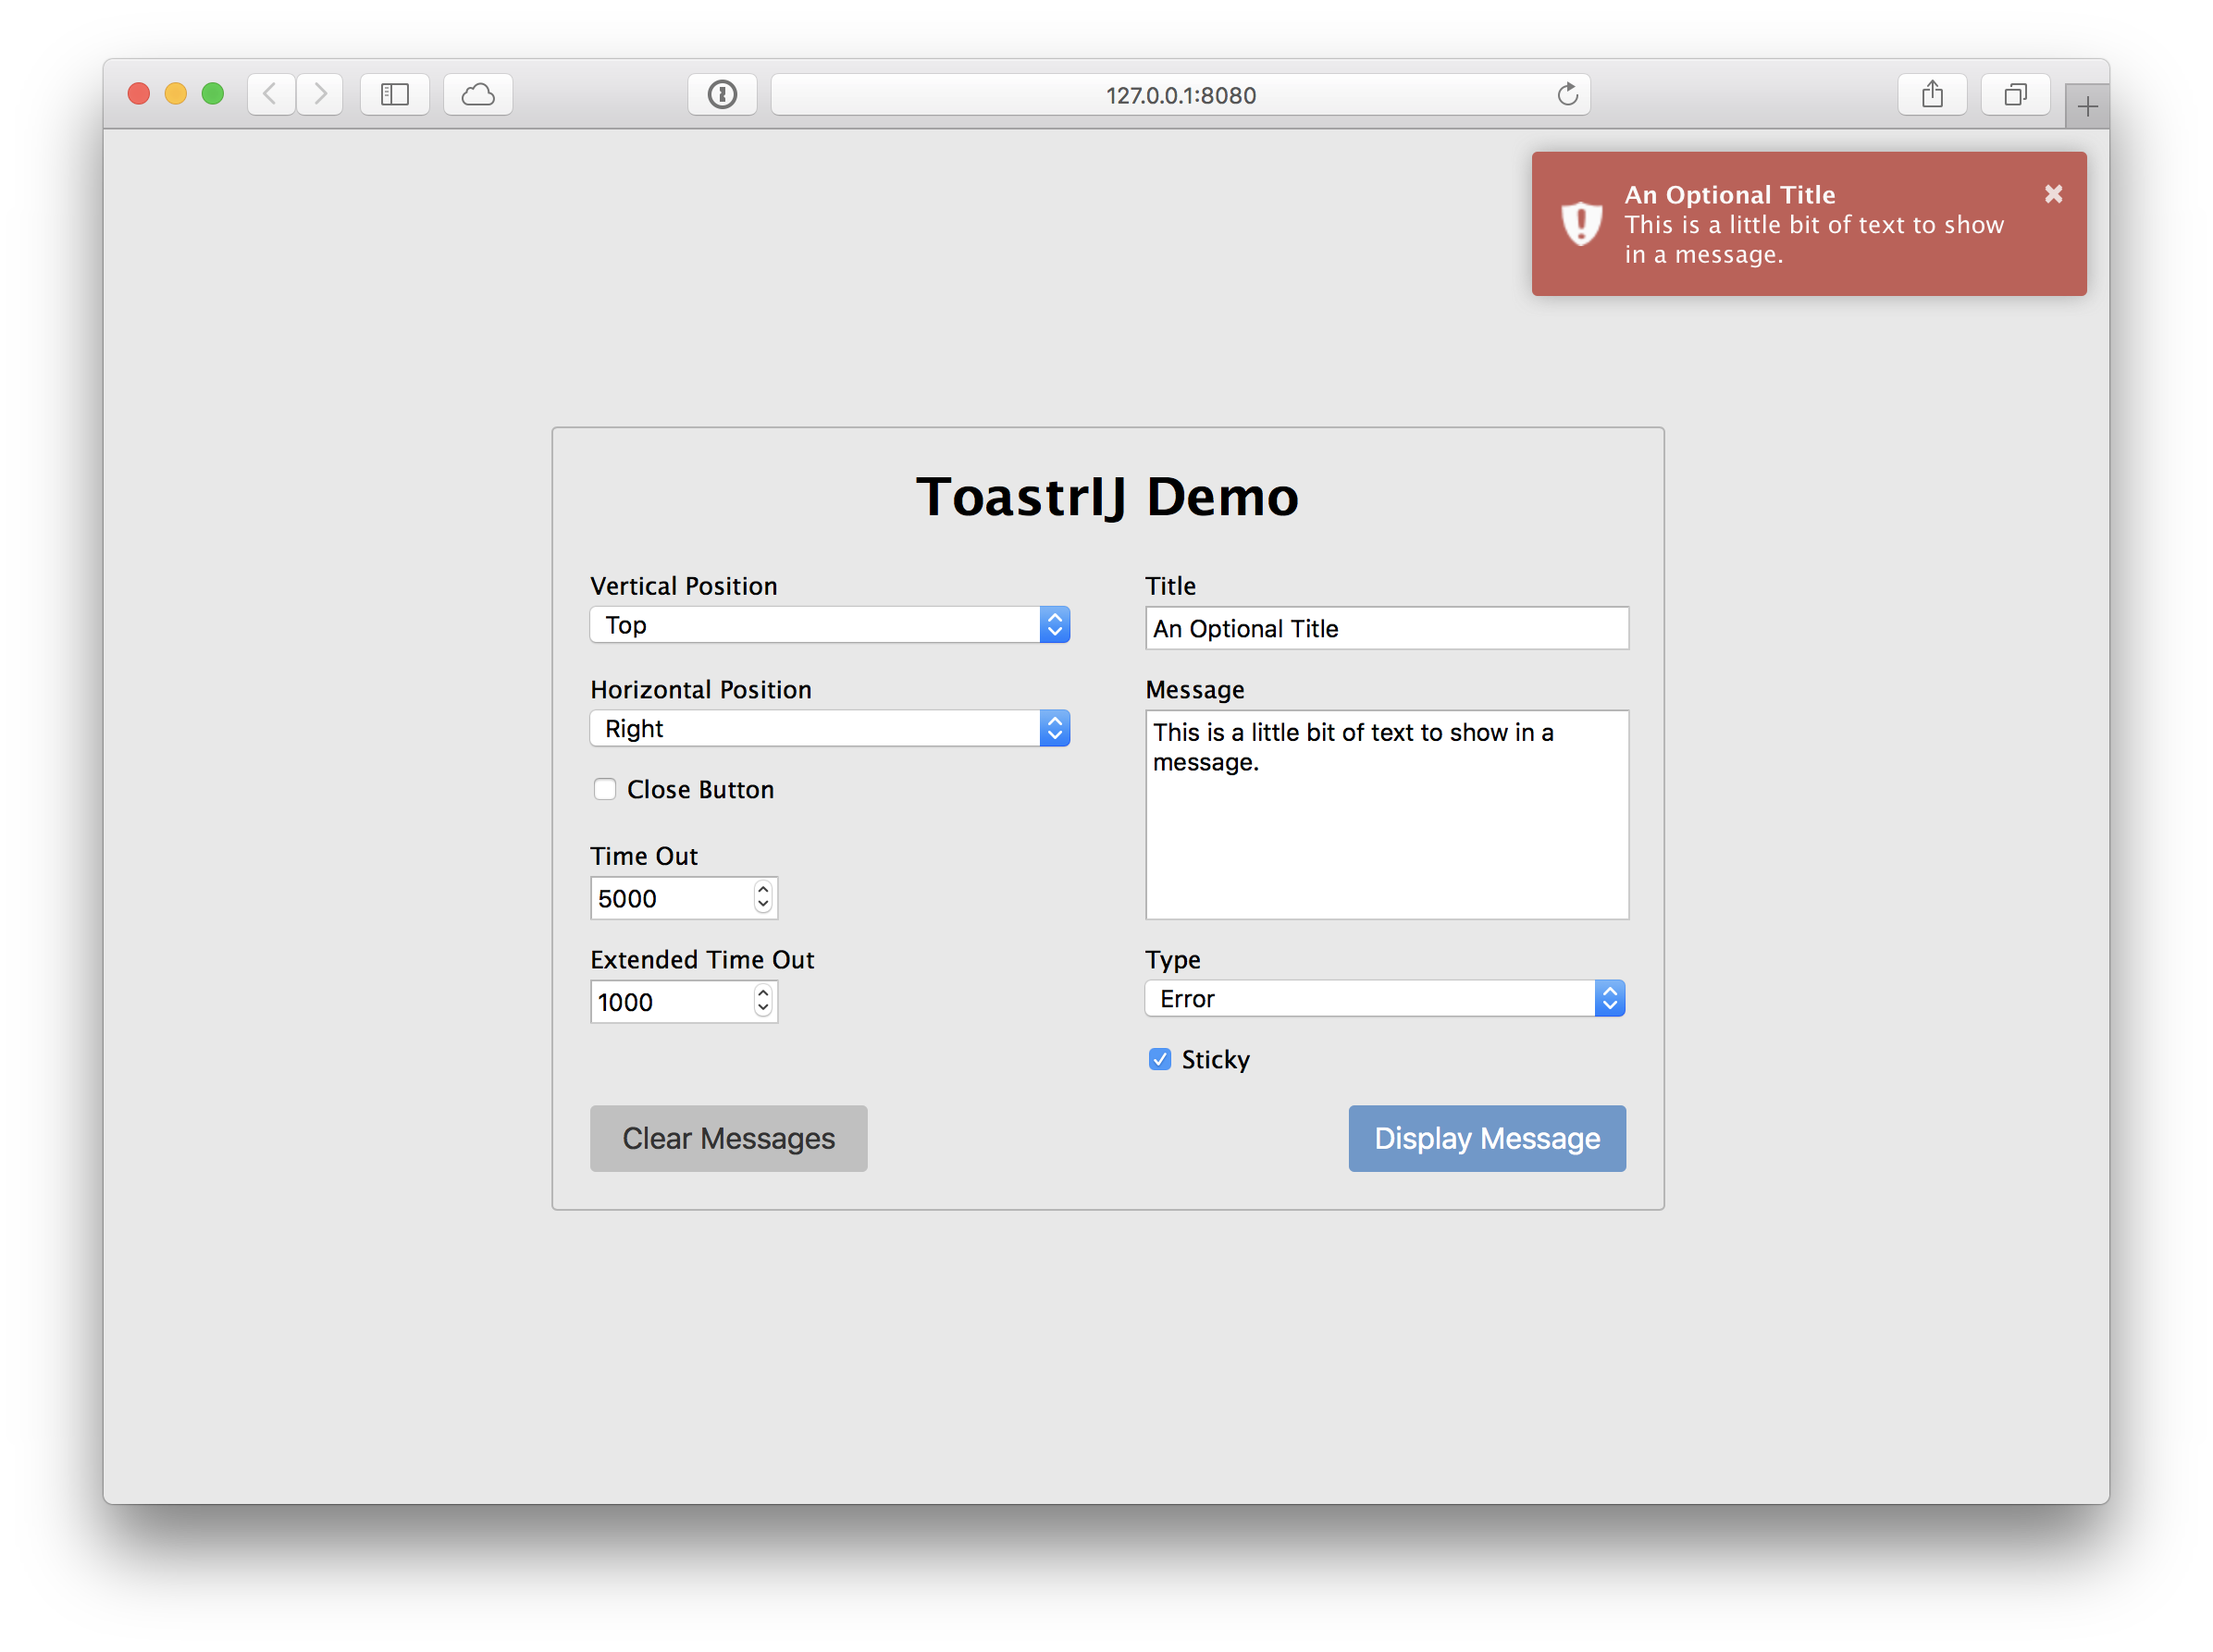 127.0.0.1:8080
An Optional Title
This is a little bit of text to show
in a message.
ToastrIJ Demo
Vertical Position
Top
Horizontal Position
Right
Close Button
Time Out
5000
Extended Time Out
1000
Title
An Optional Title
Message
This is a little bit of text to show in a
message.
Type
Error
Sticky
Clear Messages
Display Message